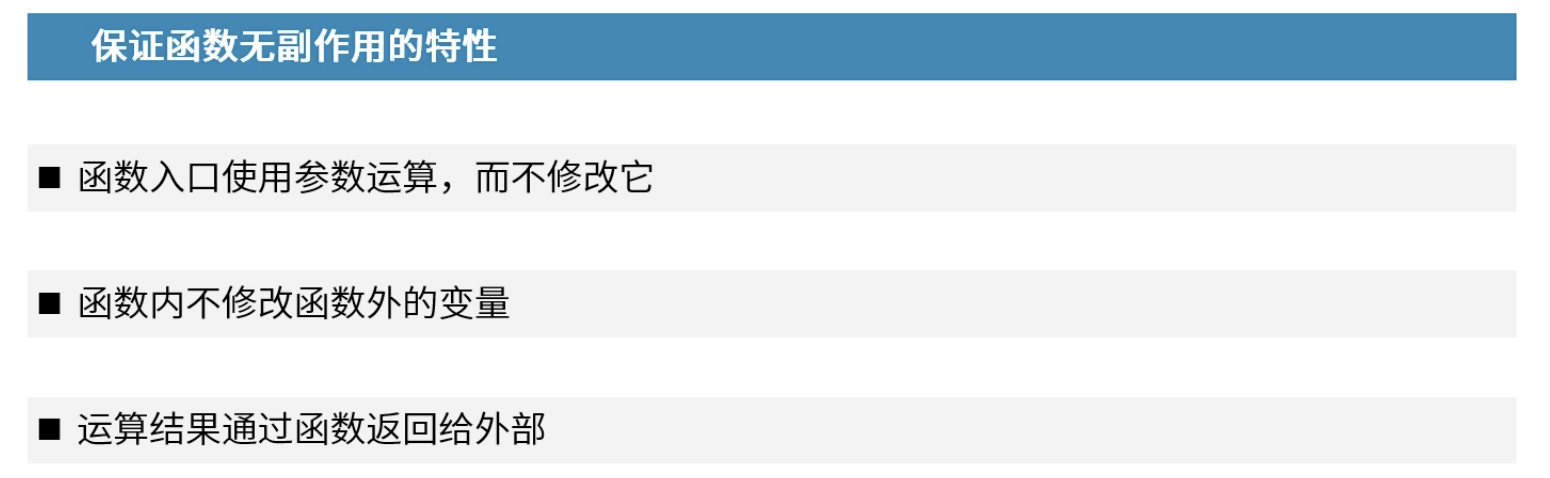 保证函数无副作用的特性
■ 函数入口使用参数运算，而不修改它
■ 函数内不修改函数外的变量
■ 运算结果通过函数返回给外部